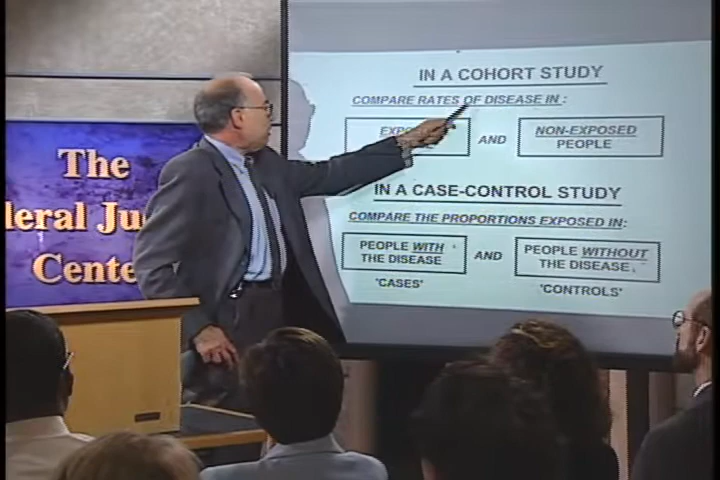 The
deral Ju
Cente
IN A COHORT STUDY
COMPARE RATES OF DISEASE IN:
AND
NON-EXPOSED
PEOPLE
IN A CASE-CONTROL STUDY
COMPARE THE PROPORTIONS EXPOSED IN:
PEOPLE WITH
THE DISEASE
AND
PEOPLE WITHOUT
THE DISEASE
'CASES'
'CONTROLS'